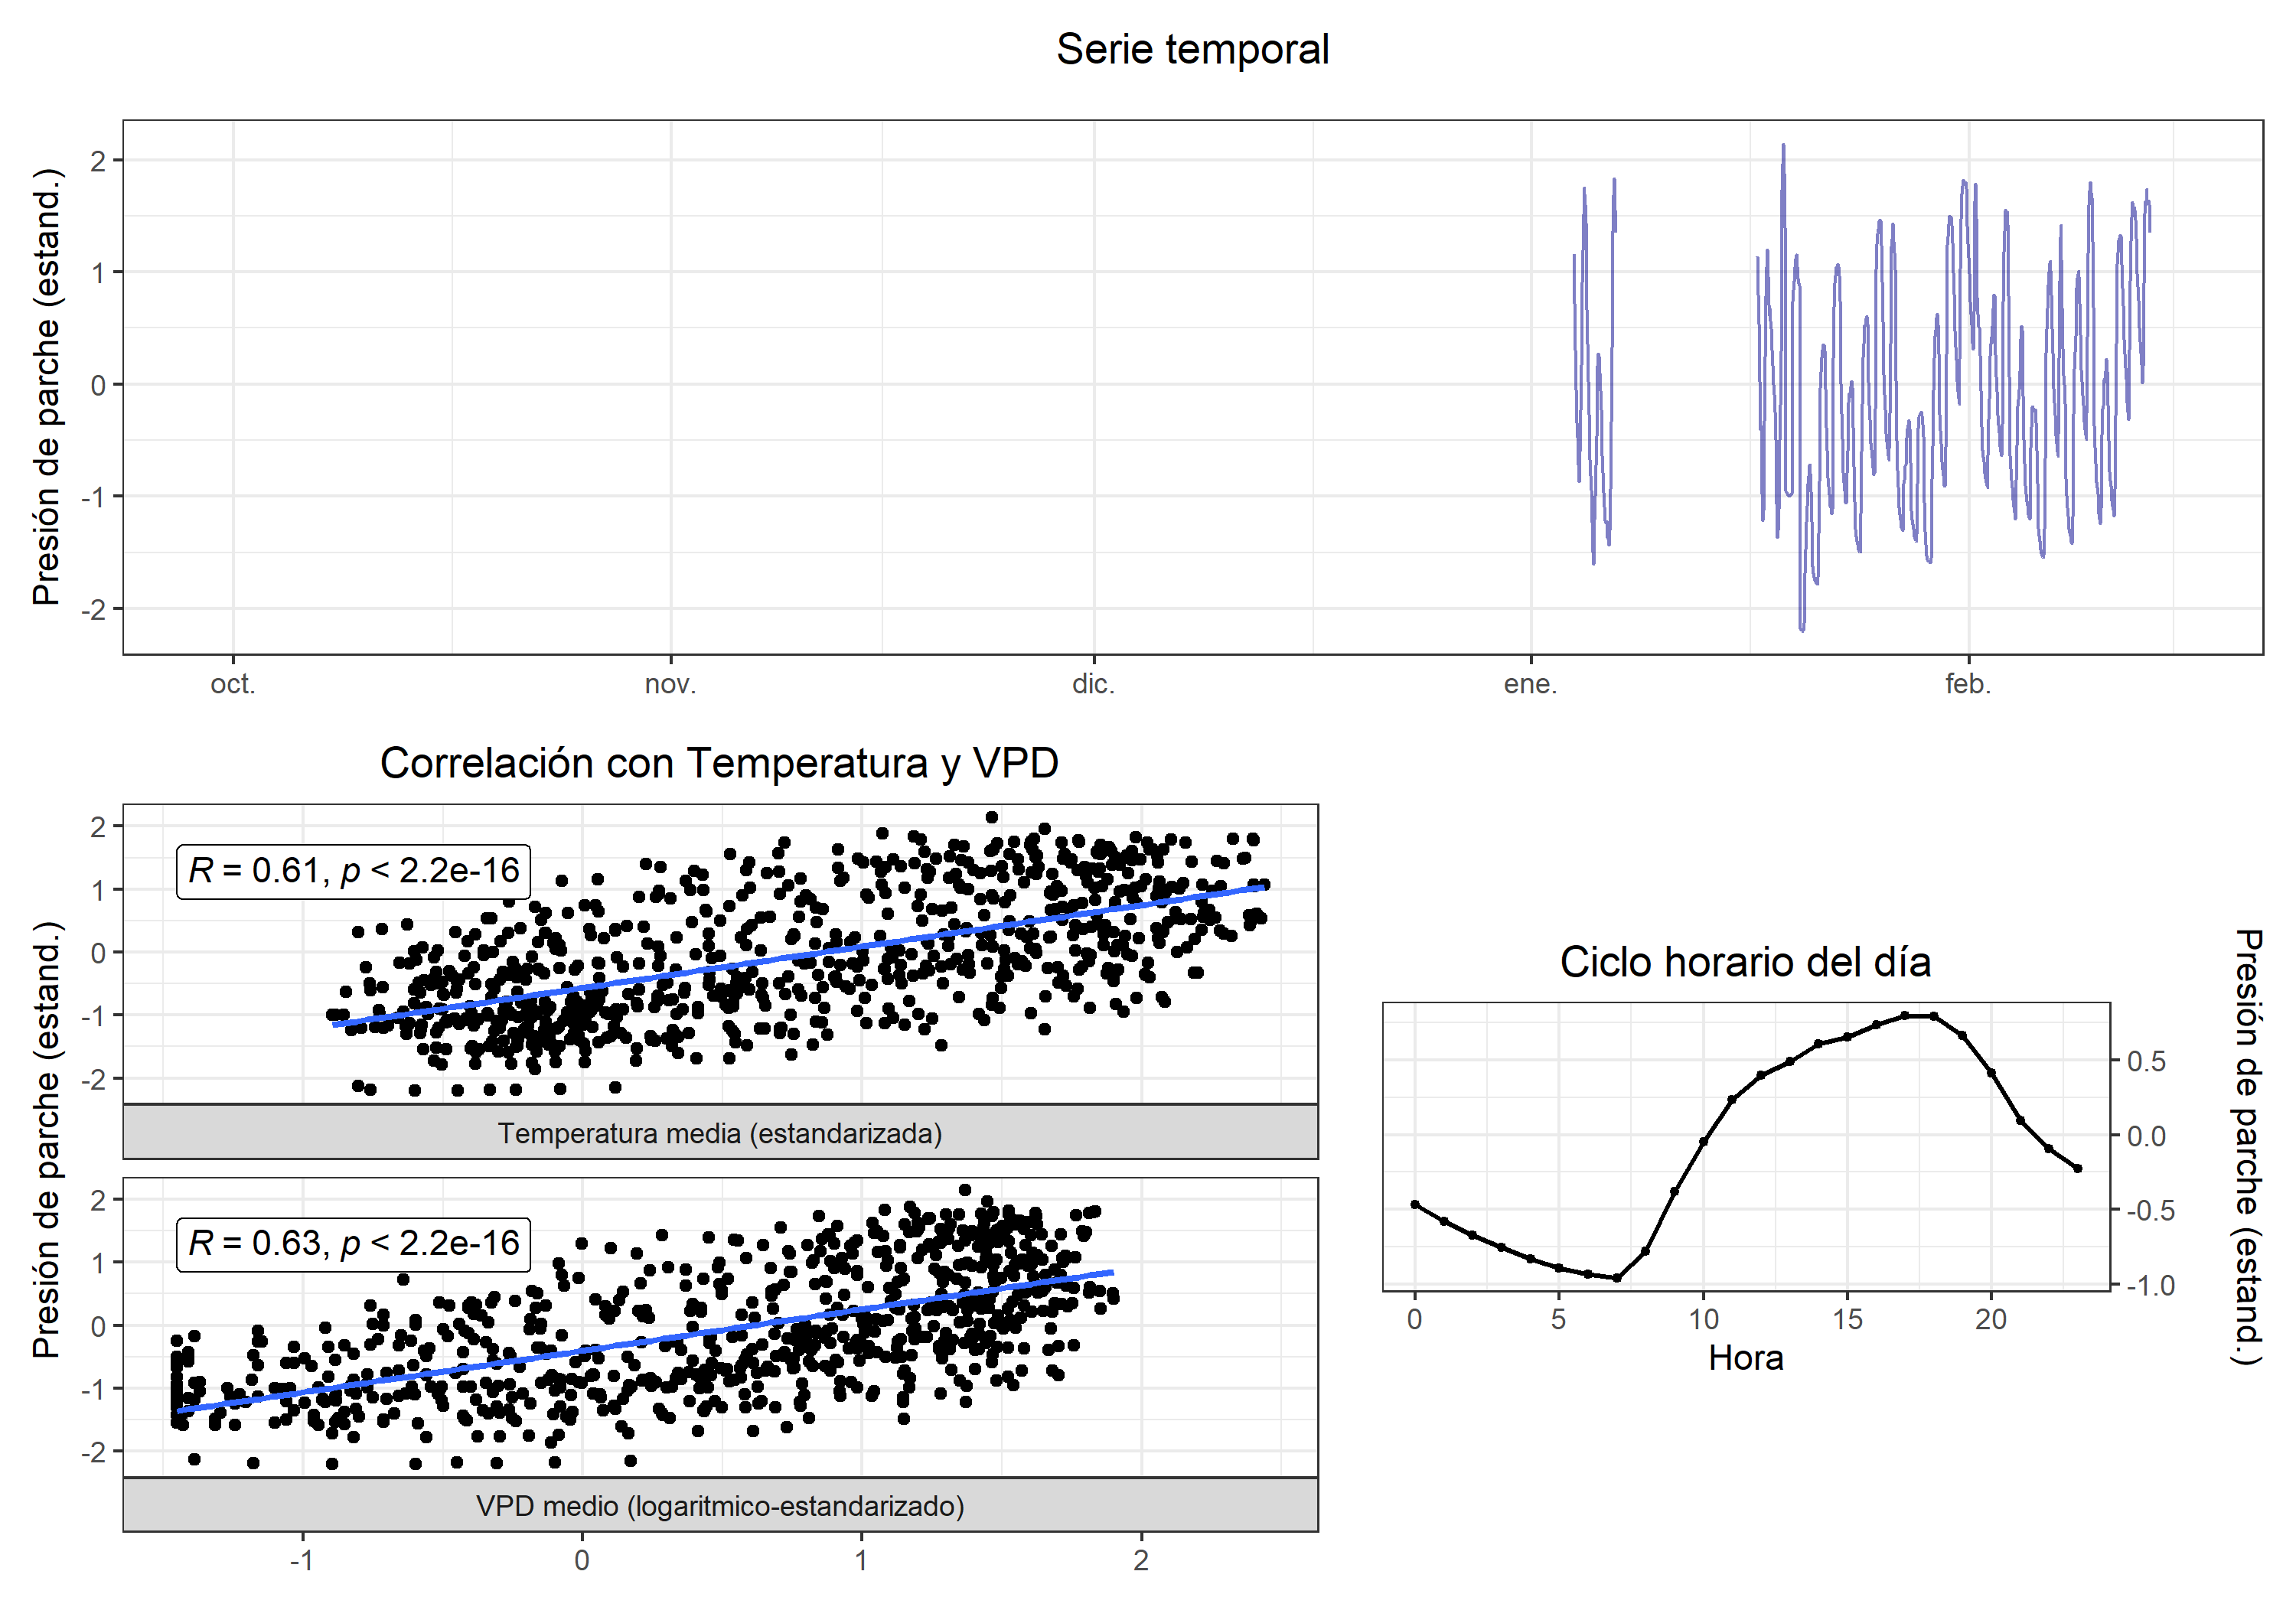 Serie temporal
Presión de parche (estand.)
2
1
0
-1
-2
oct.
nov.
dic.
ene.
feb.
Correlación con Temperatura y VPD
Presión de parche (estand.)
2
1
0
-1
-2
R = 0.61, p < 2.2e-16
Temperatura media (estandarizada)
2
1
0
-1
-2
R = 0.63, p < 2.2e-16
VPD medio (logaritmico-estandarizado)
-1
0
1
2
Ciclo horario del día
0.5
0.0
-0.5
-1.0
Presión de parche (estand.)
0
5
10
15
20
Hora